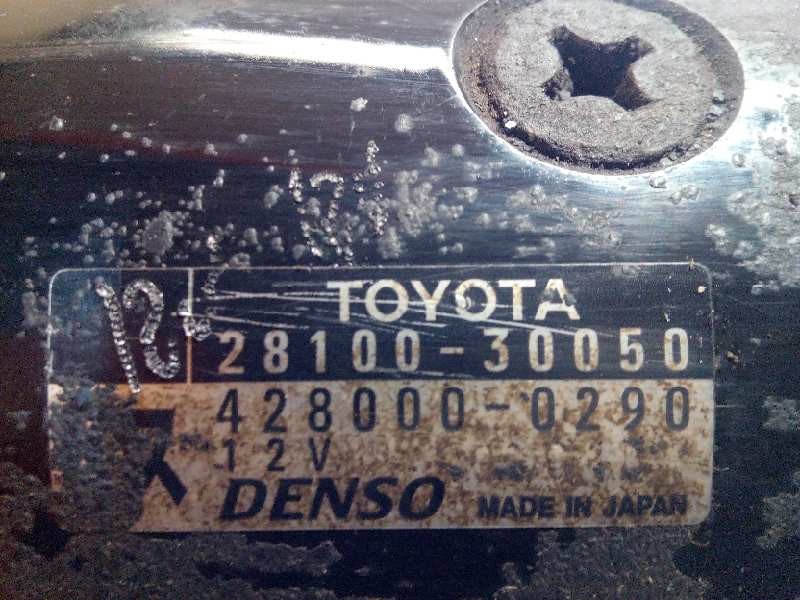 TOYOTA
28100-30050
428000-0290
12V
DENSO MADE IN JAPAN